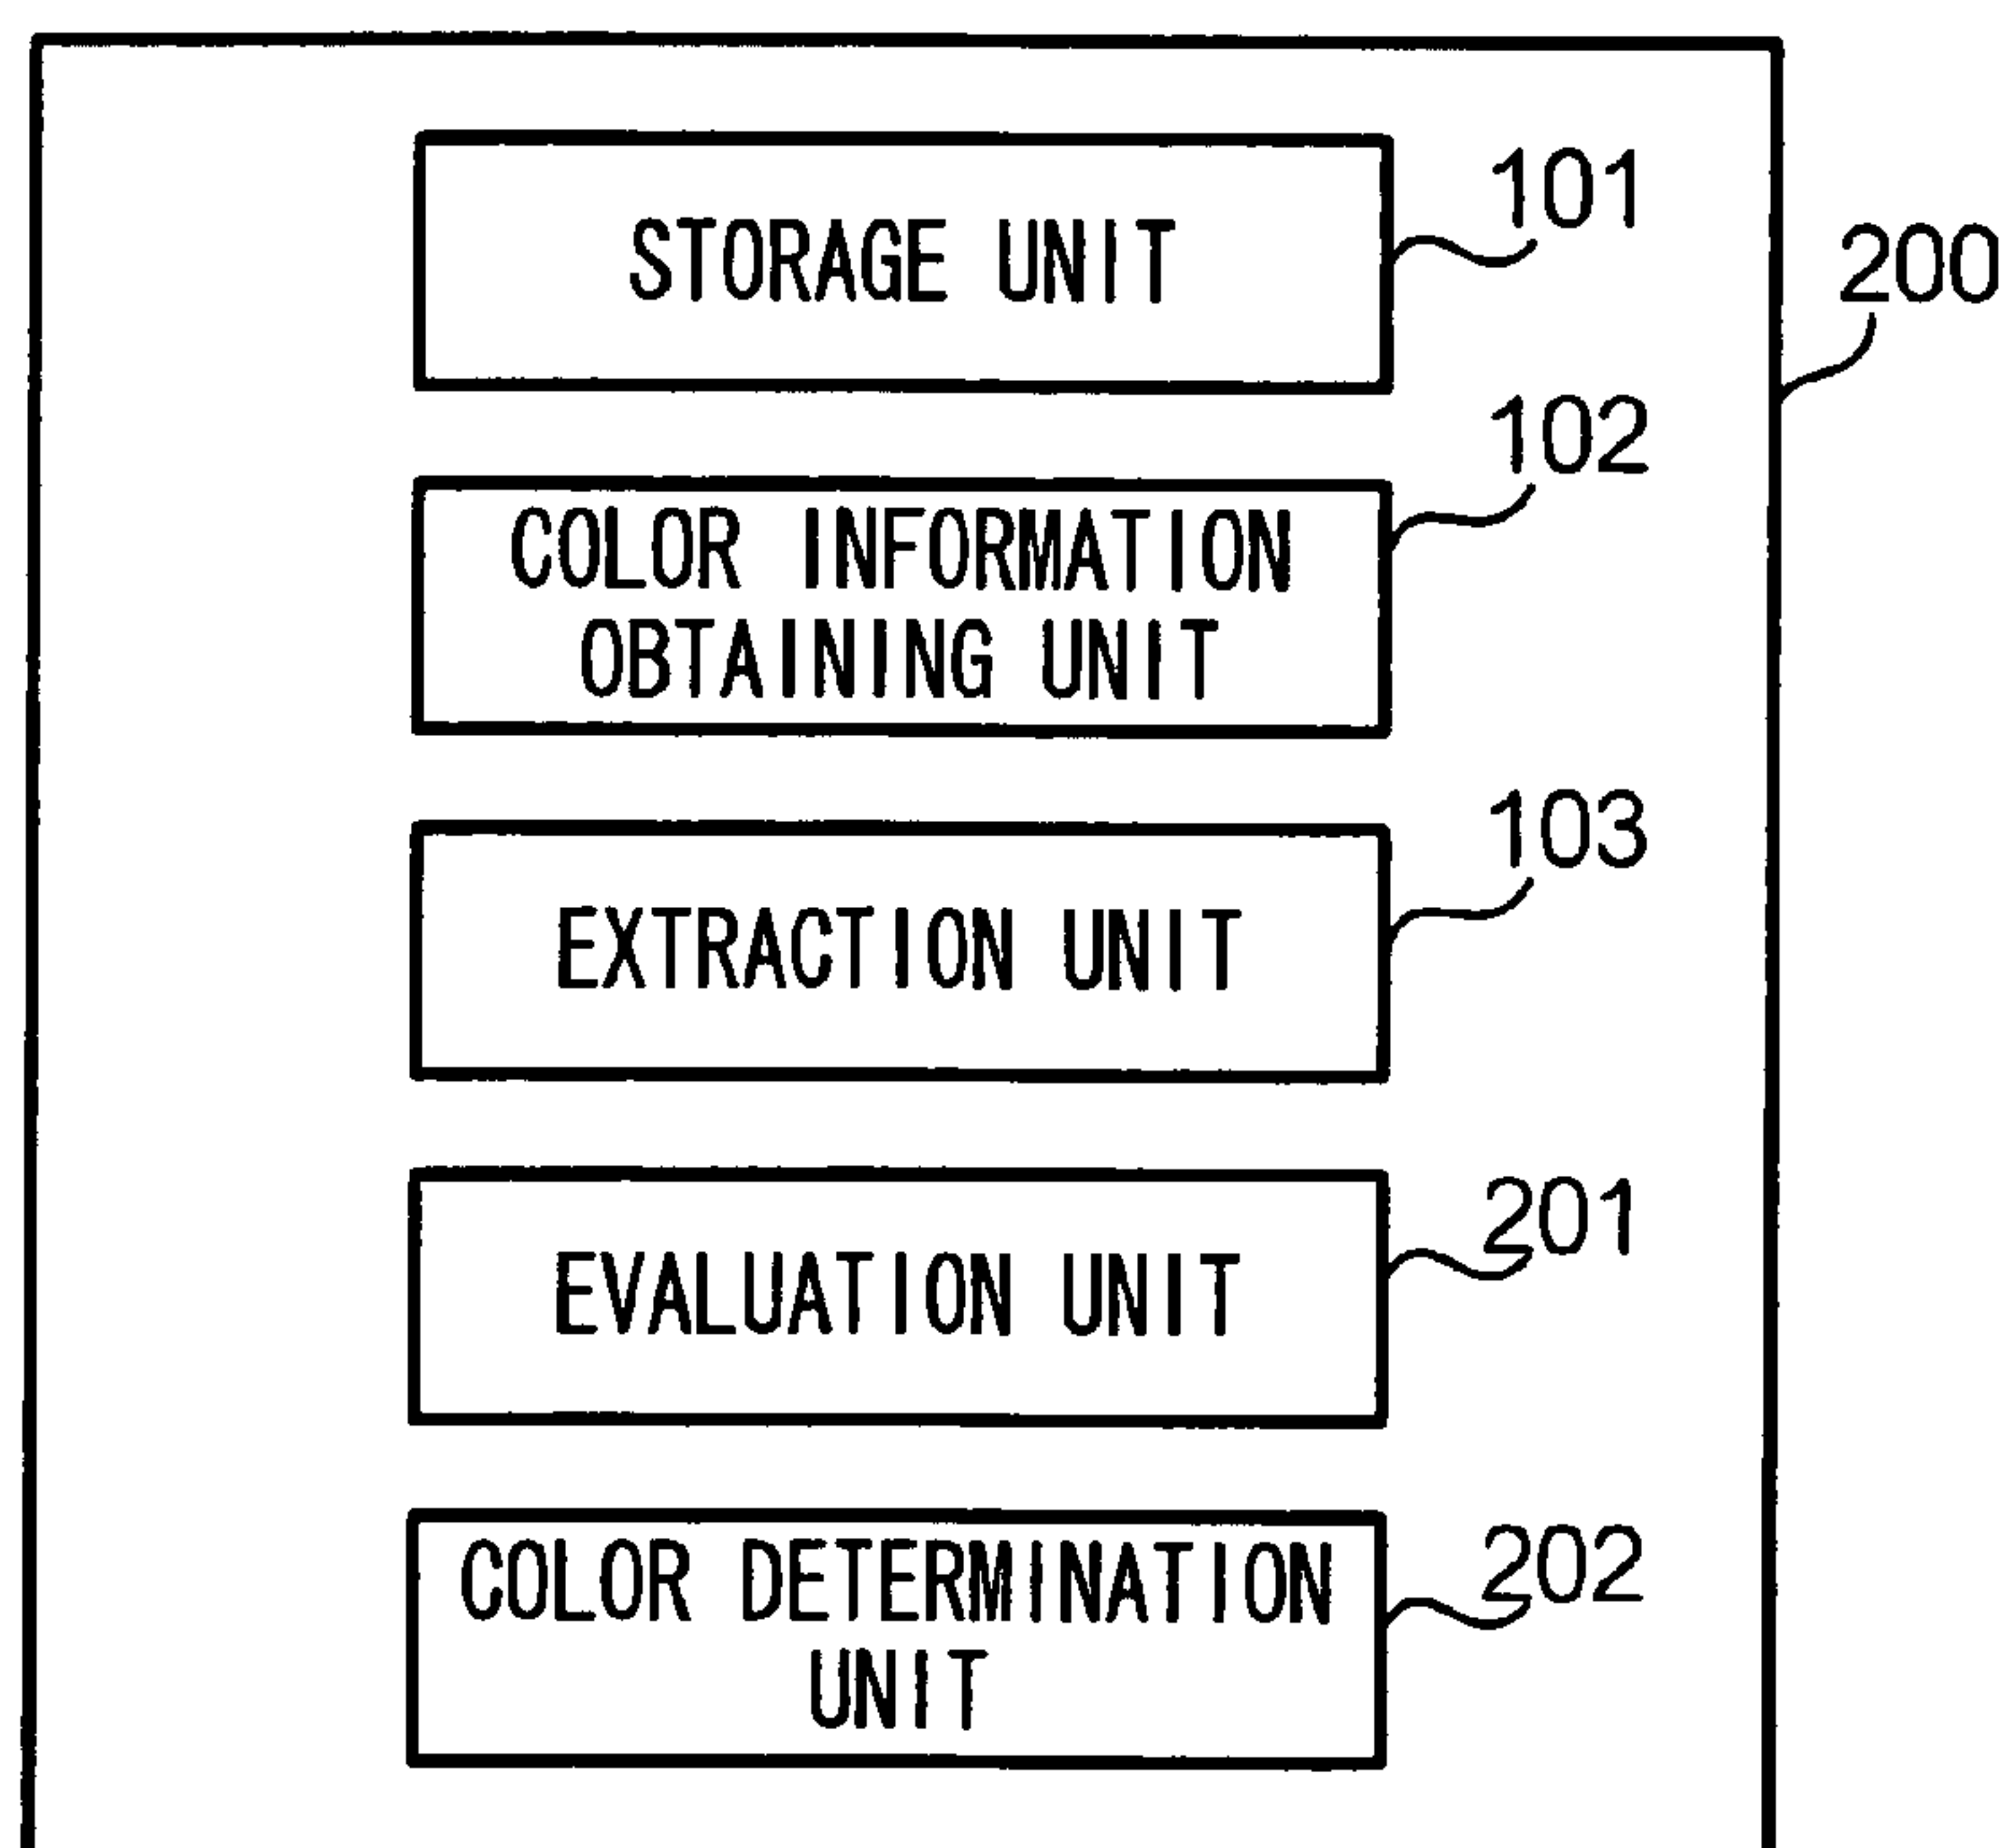 STORAGE UNIT
101
200
COLOR INFORMATION
OBTAINING UNIT
102
EXTRACTION UNIT
103
EVALUATION UNIT
201
COLOR DETERMINATION
UNIT
202